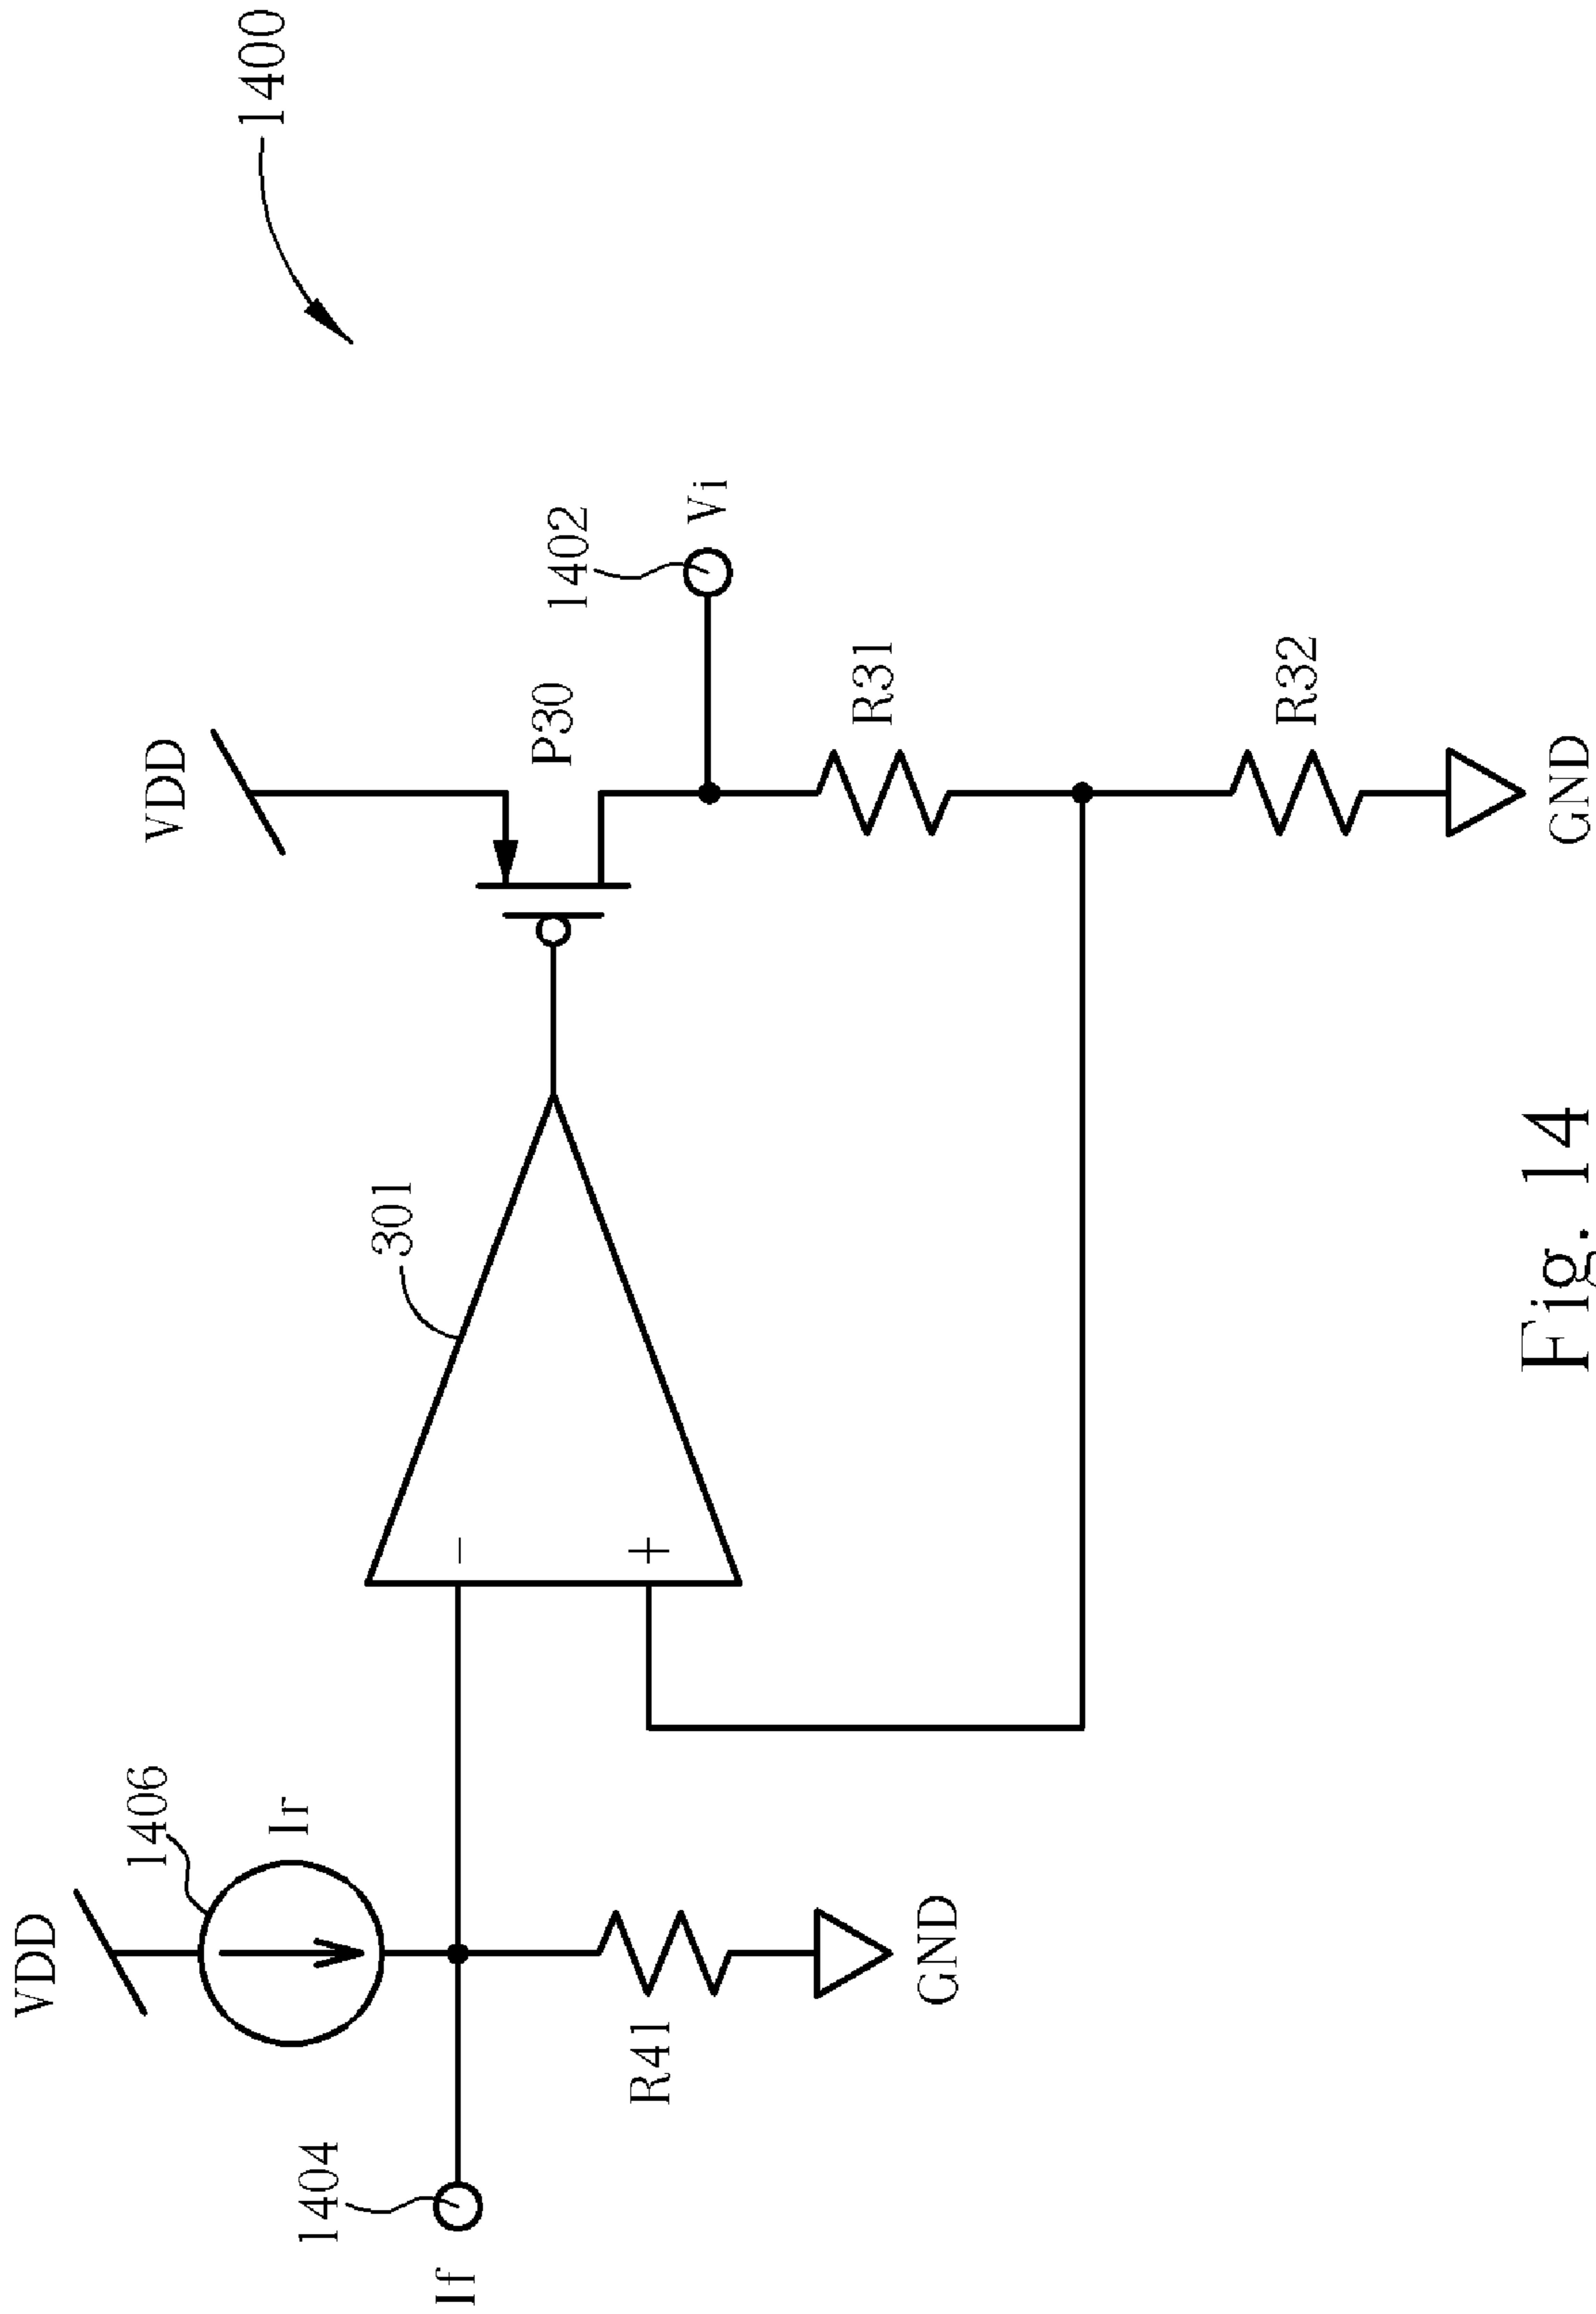 1400
VDD
1406
Ir
1404
If
R41
GND
301
-
+
VDD
P30
1402
Vi
R31
R32
GND
Fig. 14